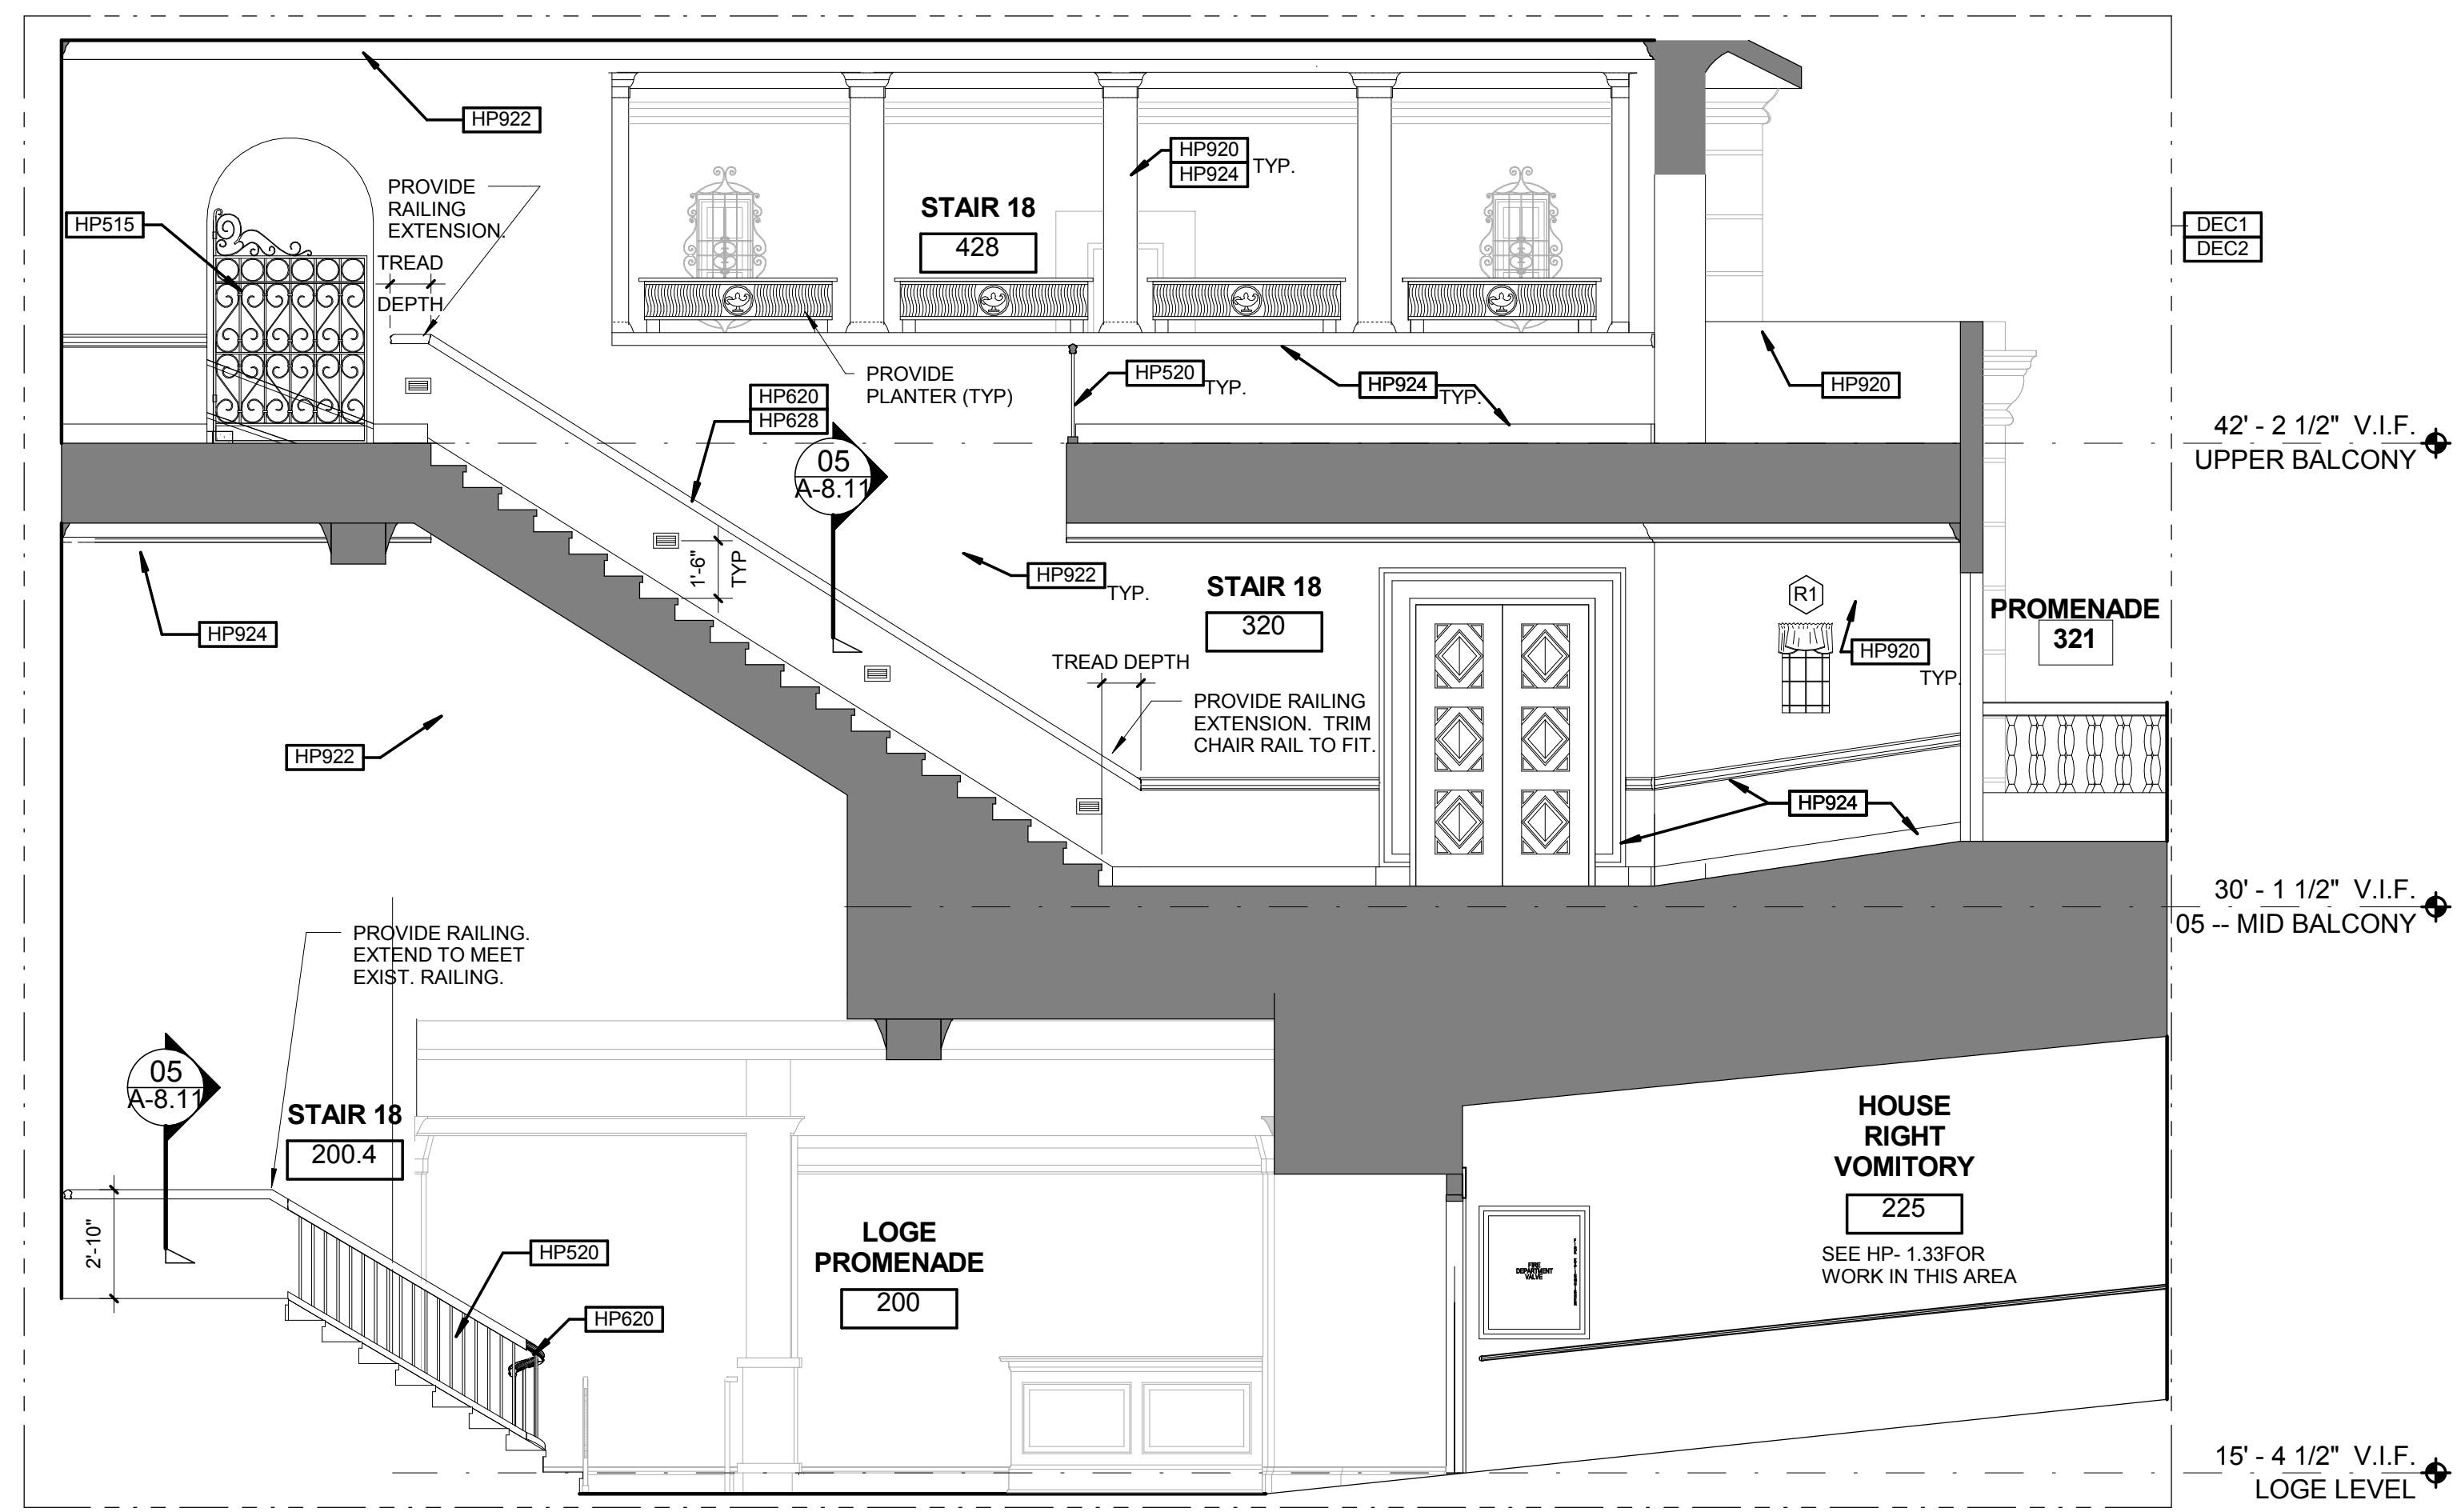 HP922
HP920
HP924
TYP.
PROVIDE
RAILING
EXTENSION.
HP515
STAIR 18
428
DEC1
DEC2
TREAD
DEPTH
PROVIDE
PLANTER (TYP)
HP520
TYP.
HP924
TYP.
HP920
HP620
HP628
42' - 2 1/2" V.I.F.
UPPER BALCONY
05
A-8.11
1'-6"
TYP
HP922
TYP.
STAIR 18
320
R1
PROMENADE
321
HP924
HP920
TYP.
TREAD DEPTH
PROVIDE RAILING
EXTENSION. TRIM
CHAIR RAIL TO FIT.
HP922
HP924
30' - 1 1/2" V.I.F.
05 -- MID BALCONY
PROVIDE RAILING.
EXTEND TO MEET
EXIST. RAILING.
05
A-8.11
STAIR 18
200.4
HOUSE
RIGHT
VOMITORY
225
SEE HP- 1.33FOR
WORK IN THIS AREA
2'-10"
LOGE
PROMENADE
200
HP520
HP620
FIRE
DEPARTMENT
VALVE
15' - 4 1/2" V.I.F.
LOGE LEVEL